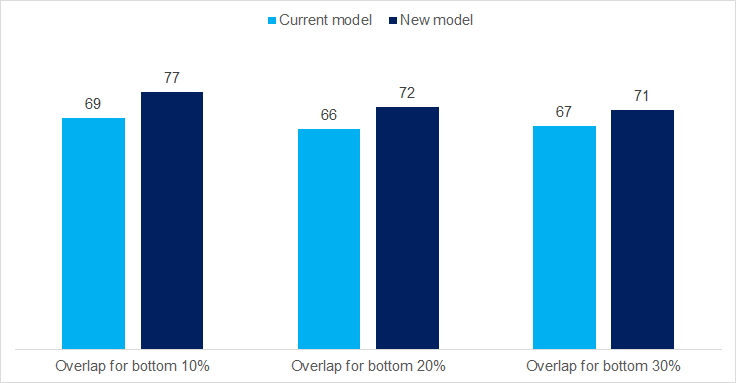 Current model New model
69 77 66 72 67 71
Overlap for bottom 10% Overlap for bottom 20% Overlap for bottom 30%